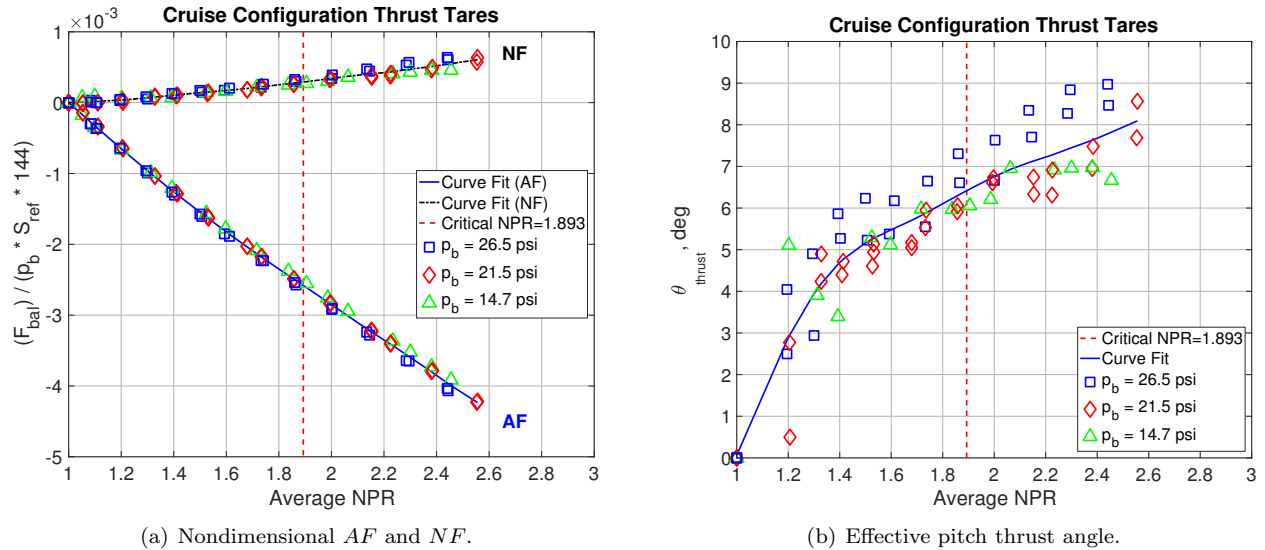 Cruise Configuration Thrust Tares
×10⁻³
1
0
-1
-2
-3
-4
-5
(F_bal) / (p_b * S_ref * 144)
NF
AF
Curve Fit (AF)
Curve Fit (NF)
Critical NPR=1.893
p_b = 26.5 psi
p_b = 21.5 psi
p_b = 14.7 psi
1 1.2 1.4 1.6 1.8 2 2.2 2.4 2.6 2.8 3
Average NPR
(a) Nondimensional AF and NF.
Cruise Configuration Thrust Tares
9
8
7
6
5
4
3
2
1
0
θ_thrust, deg
Critical NPR=1.893
Curve Fit
p_b = 26.5 psi
p_b = 21.5 psi
p_b = 14.7 psi
1 1.2 1.4 1.6 1.8 2 2.2 2.4 2.6 2.8 3
Average NPR
(b) Effective pitch thrust angle.